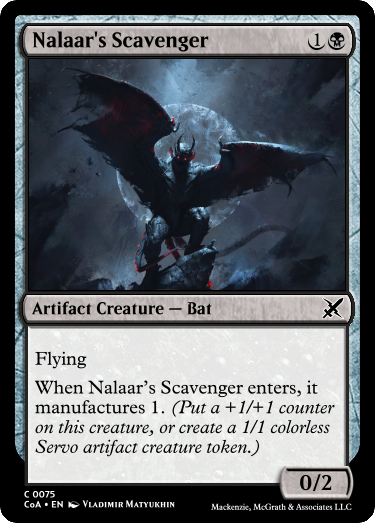 Nalaar's Scavenger 1
Artifact Creature — Bat
Flying
When Nalaar's Scavenger enters, it
manufactures 1. (Put a +1/+1 counter
on this creature, or create a 1/1 colorless
Servo artifact creature token.)
0/2
C 0075
CoA • EN Vladimir Matyukhin
Mackenzie, McGrath & Associates LLC